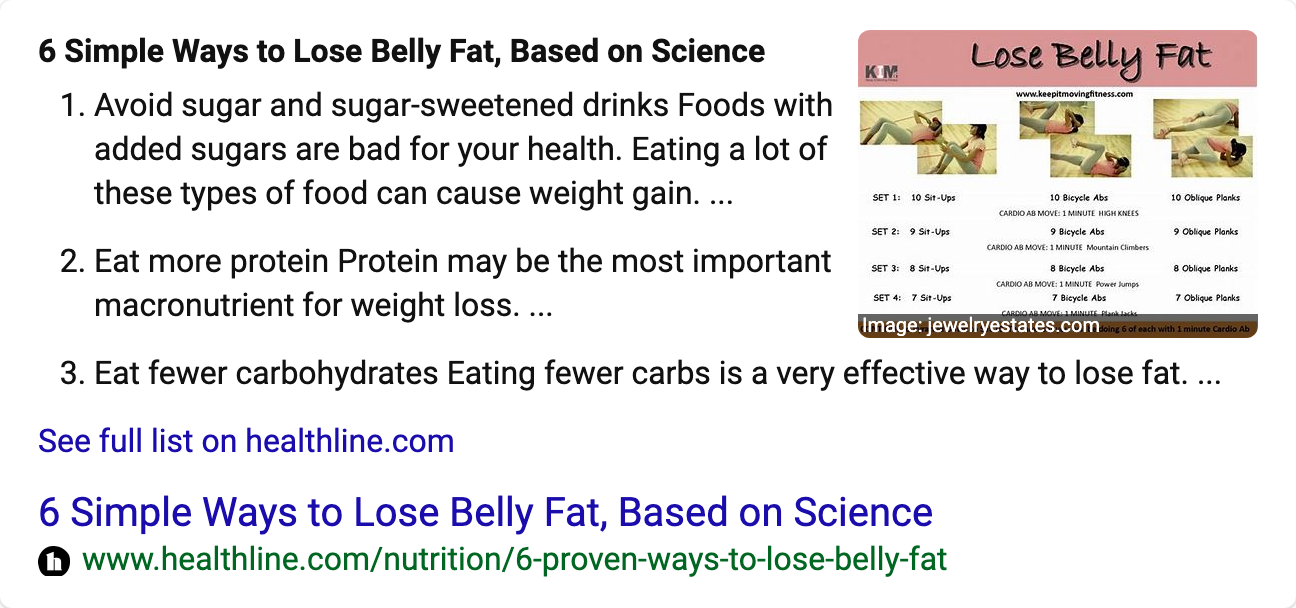 6 Simple Ways to Lose Belly Fat, Based on Science
1. Avoid sugar and sugar-sweetened drinks Foods with
added sugars are bad for your health. Eating a lot of
these types of food can cause weight gain. ...
2. Eat more protein Protein may be the most important
macronutrient for weight loss. ...
3. Eat fewer carbohydrates Eating fewer carbs is a very effective way to lose fat. ...
See full list on healthline.com
6 Simple Ways to Lose Belly Fat, Based on Science
www.healthline.com/nutrition/6-proven-ways-to-lose-belly-fat
Lose Belly Fat
KIM
www.keepitmovingfitness.com
SET 1: 10 Sit-Ups 10 Bicycle Abs 10 Oblique Planks
CARDIO AB MOVE: 1 MINUTE HIGH KNEES
SET 2: 9 Sit-Ups 9 Bicycle Abs 9 Oblique Planks
CARDIO AB MOVE: 1 MINUTE Mountain Climbers
SET 3: 8 Sit-Ups 8 Bicycle Abs 8 Oblique Planks
CARDIO AB MOVE: 1 MINUTE Power Jumps
SET 4: 7 Sit-Ups 7 Bicycle Abs 7 Oblique Planks
CARDIO AB MOVE: 1 MINUTE Plank Jacks
Image: jewelryestates.com
doing 6 of each with 1 minute Cardio Ab